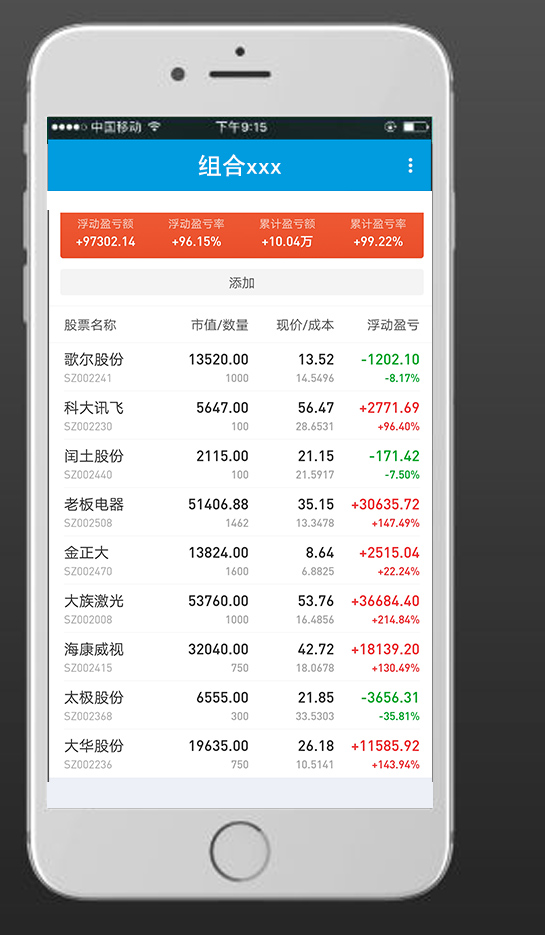 中国移动 下午9:15
组合xxx
浮动盈亏额 浮动盈亏率 累计盈亏额 累计盈亏率
+97302.14 +96.15% +10.04万 +99.22%
添加
股票名称 市值/数量 现价/成本 浮动盈亏
歌尔股份 13520.00 13.52 -1202.10
SZ002241 1000 14.5496 -8.17%
科大讯飞 5647.00 56.47 +2771.69
SZ002230 100 28.6531 +96.40%
闰土股份 2115.00 21.15 -171.42
SZ002440 100 21.5917 -7.50%
老板电器 51406.88 35.15 +30635.72
SZ002508 1462 13.3478 +147.49%
金正大 13824.00 8.64 +2515.04
SZ002470 1600 6.8825 +22.24%
大族激光 53760.00 53.76 +36684.40
SZ002008 1000 16.4856 +214.84%
海康威视 32040.00 42.72 +18139.20
SZ002415 750 18.0678 +130.49%
太极股份 6555.00 21.85 -3656.31
SZ002368 300 33.5303 -35.81%
大华股份 19635.00 26.18 +11585.92
SZ002236 750 10.5141 +143.94%